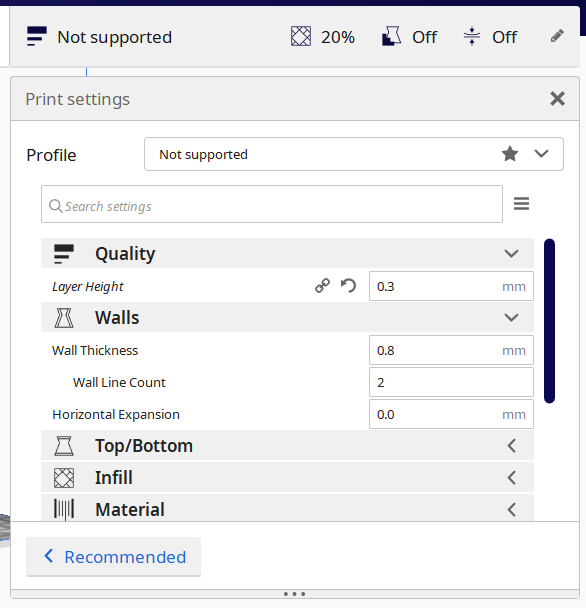 Not supported 20% Off Off
Print settings
Profile Not supported
Search settings
Quality
Layer Height 0.3 mm
Walls
Wall Thickness 0.8 mm
Wall Line Count 2
Horizontal Expansion 0.0 mm
Top/Bottom
Infill
Material
Recommended